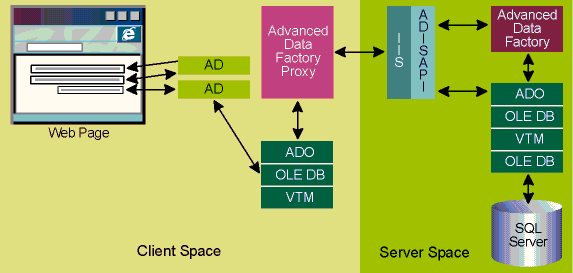 Web Page
AD
AD
Advanced
Data
Factory
Proxy
ADO
OLE DB
VTM
Client Space
IIS
ADISAPI
Advanced
Data
Factory
ADO
OLE DB
VTM
OLE DB
SQL
Server
Server Space